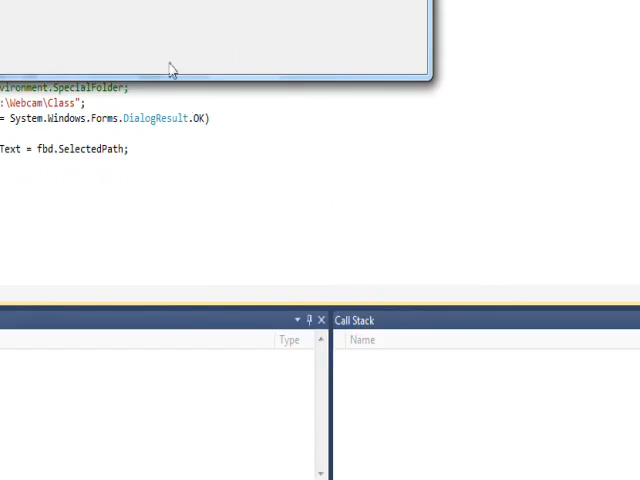 vironment.SpecialFolder;
:\Webcam\Class";
= System.Windows.Forms.DialogResult.OK)
Text = fbd.SelectedPath;
Call Stack
Type
Name